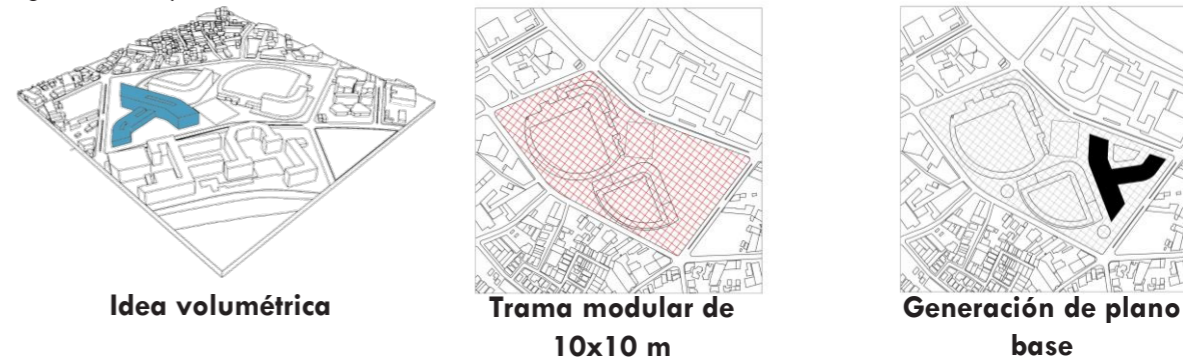 Idea volumétrica
Trama modular de
10x10 m
Generación de plano
base